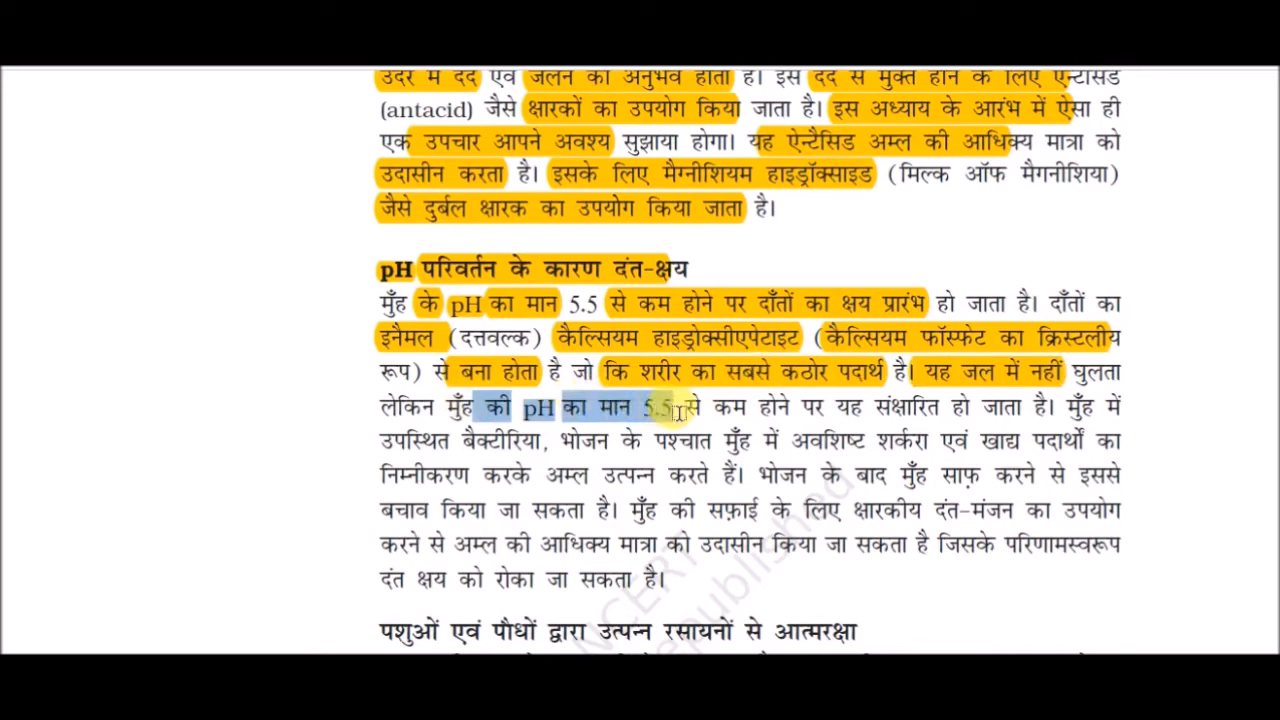 उदर में दर्द एवं जलन का अनुभव होता है। इस दर्द से मुक्त होने के लिए ऐन्टैसिड
(antacid) जैसे क्षारकों का उपयोग किया जाता है। इस अध्याय के आरंभ में ऐसा ही
एक उपचार आपने अवश्य सुझाया होगा। यह ऐन्टैसिड अम्ल की आधिक्य मात्रा को
उदासीन करता है। इसके लिए मैग्नीशियम हाइड्रॉक्साइड (मिल्क ऑफ मैगनीशिया)
जैसे दुर्बल क्षारक का उपयोग किया जाता है।
pH परिवर्तन के कारण दंत-क्षय
मुँह के pH का मान 5.5 से कम होने पर दाँतों का क्षय प्रारंभ हो जाता है। दाँतों का
इनैमल (दत्तवल्क) कैल्सियम हाइड्रोक्सीएपेटाइट (कैल्सियम फॉस्फेट का क्रिस्टलीय
रूप) से बना होता है जो कि शरीर का सबसे कठोर पदार्थ है। यह जल में नहीं घुलता
लेकिन मुँह की pH का मान 5.5 से कम होने पर यह संक्षारित हो जाता है। मुँह में
उपस्थित बैक्टीरिया, भोजन के पश्चात मुँह में अवशिष्ट शर्करा एवं खाद्य पदार्थों का
निम्नीकरण करके अम्ल उत्पन्न करते हैं। भोजन के बाद मुँह साफ़ करने से इससे
बचाव किया जा सकता है। मुँह की सफ़ाई के लिए क्षारकीय दंत-मंजन का उपयोग
करने से अम्ल की आधिक्य मात्रा को उदासीन किया जा सकता है जिसके परिणामस्वरूप
दंत क्षय को रोका जा सकता है।
NCERT
republished
पशुओं एवं पौधों द्वारा उत्पन्न रसायनों से आत्मरक्षा